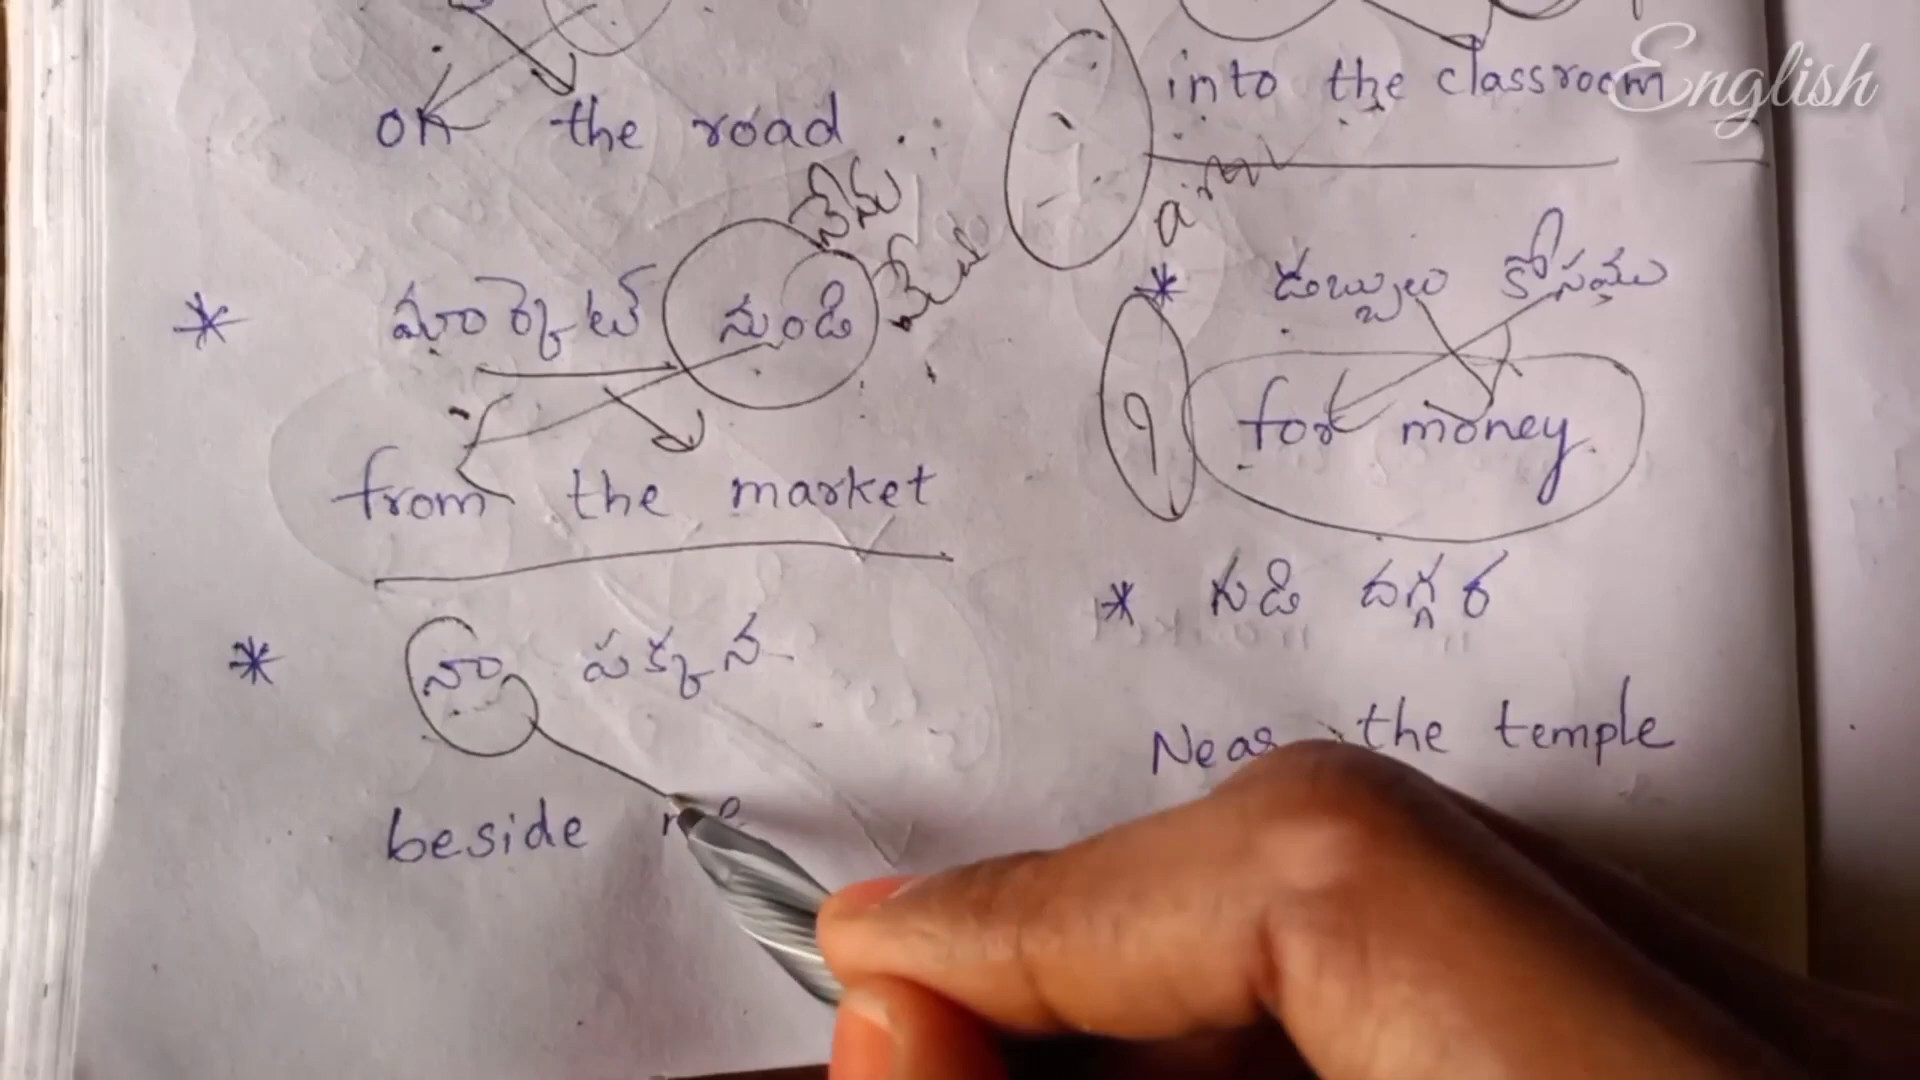 on the road
మార్కెట్ నుండి
from the market
నా పక్కన
beside me
English
into the classroom
డబ్బులు కోసము
for money
గుడి దగ్గర
Near the temple